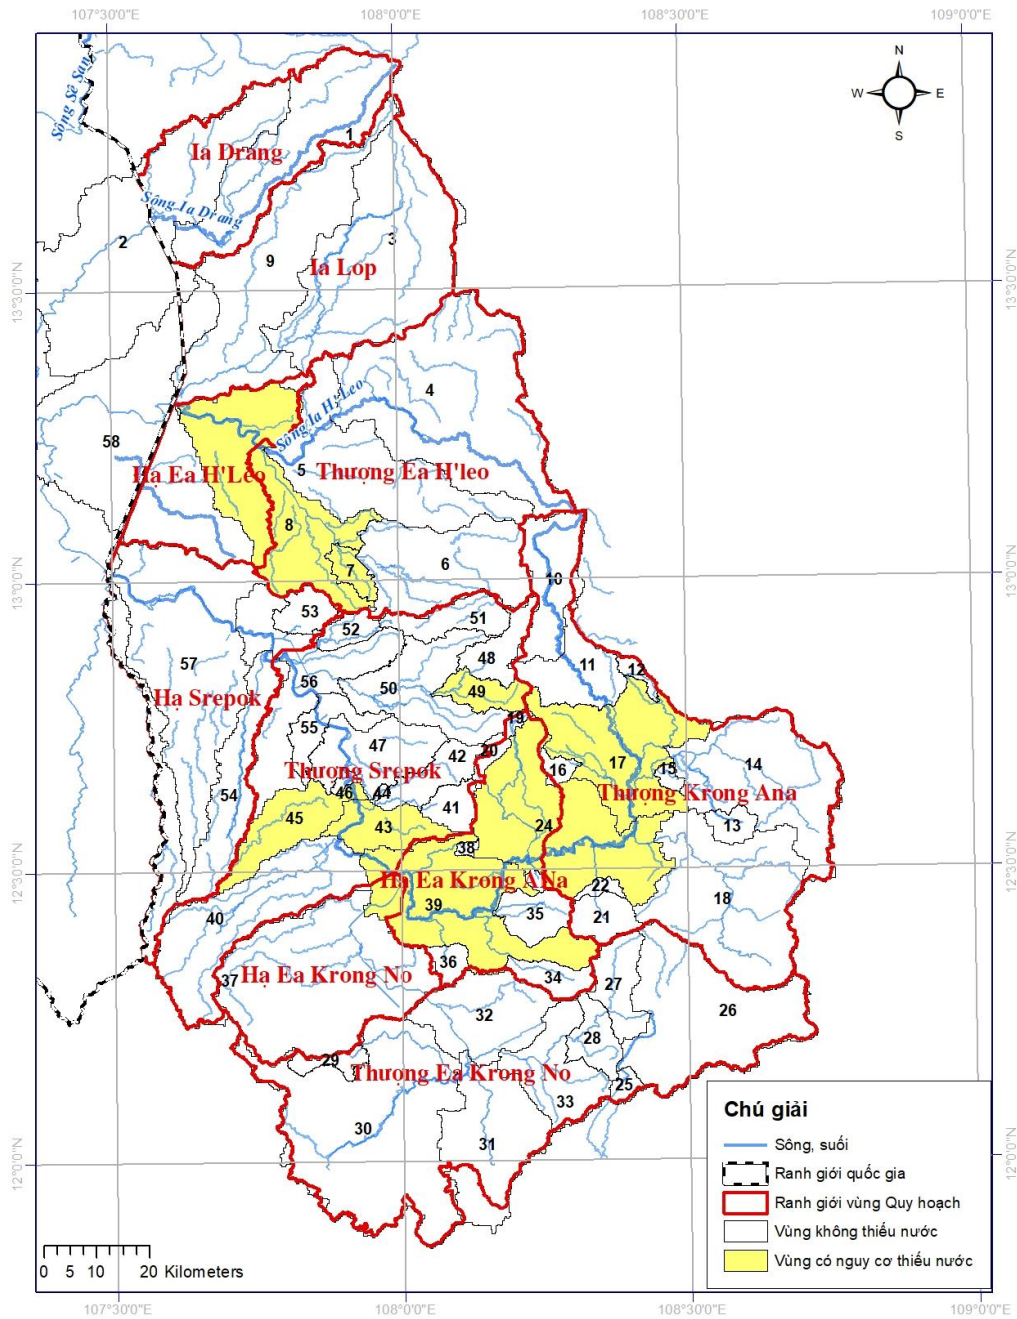 107°30'0"E
108°0'0"E
108°30'0"E
109°0'0"E
N
W
E
S
Sông Sê San
1
Ia Drang
Sông Ia Drang
2
3
9
Ia Lop
13°30'0"N
13°30'0"N
4
Sông Ia H'Leo
58
5
Hạ Ea H'Leo
Thượng Ea H'leo
8
6
7
10
13°0'0"N
13°0'0"N
53
51
52
48
57
11
12
56
50
49
Hạ Srepok
19
55
47
20
42
17
14
16
15
Thượng Srepok
54
46
44
Thượng Krong Ana
41
45
43
24
13
38
12°30'0"N
12°30'0"N
Hạ Ea Krong ANa
22
18
39
40
35
21
36
37
Hạ Ea Krong No
34
27
26
32
28
29
Thượng Ea Krong No
25
33
30
31
12°0'0"N
12°0'0"N
Chú giải
Sông, suối
Ranh giới quốc gia
Ranh giới vùng Quy hoạch
Vùng không thiếu nước
Vùng có nguy cơ thiếu nước
0 5 10 20 Kilometers
107°30'0"E
108°0'0"E
108°30'0"E
109°0'0"E